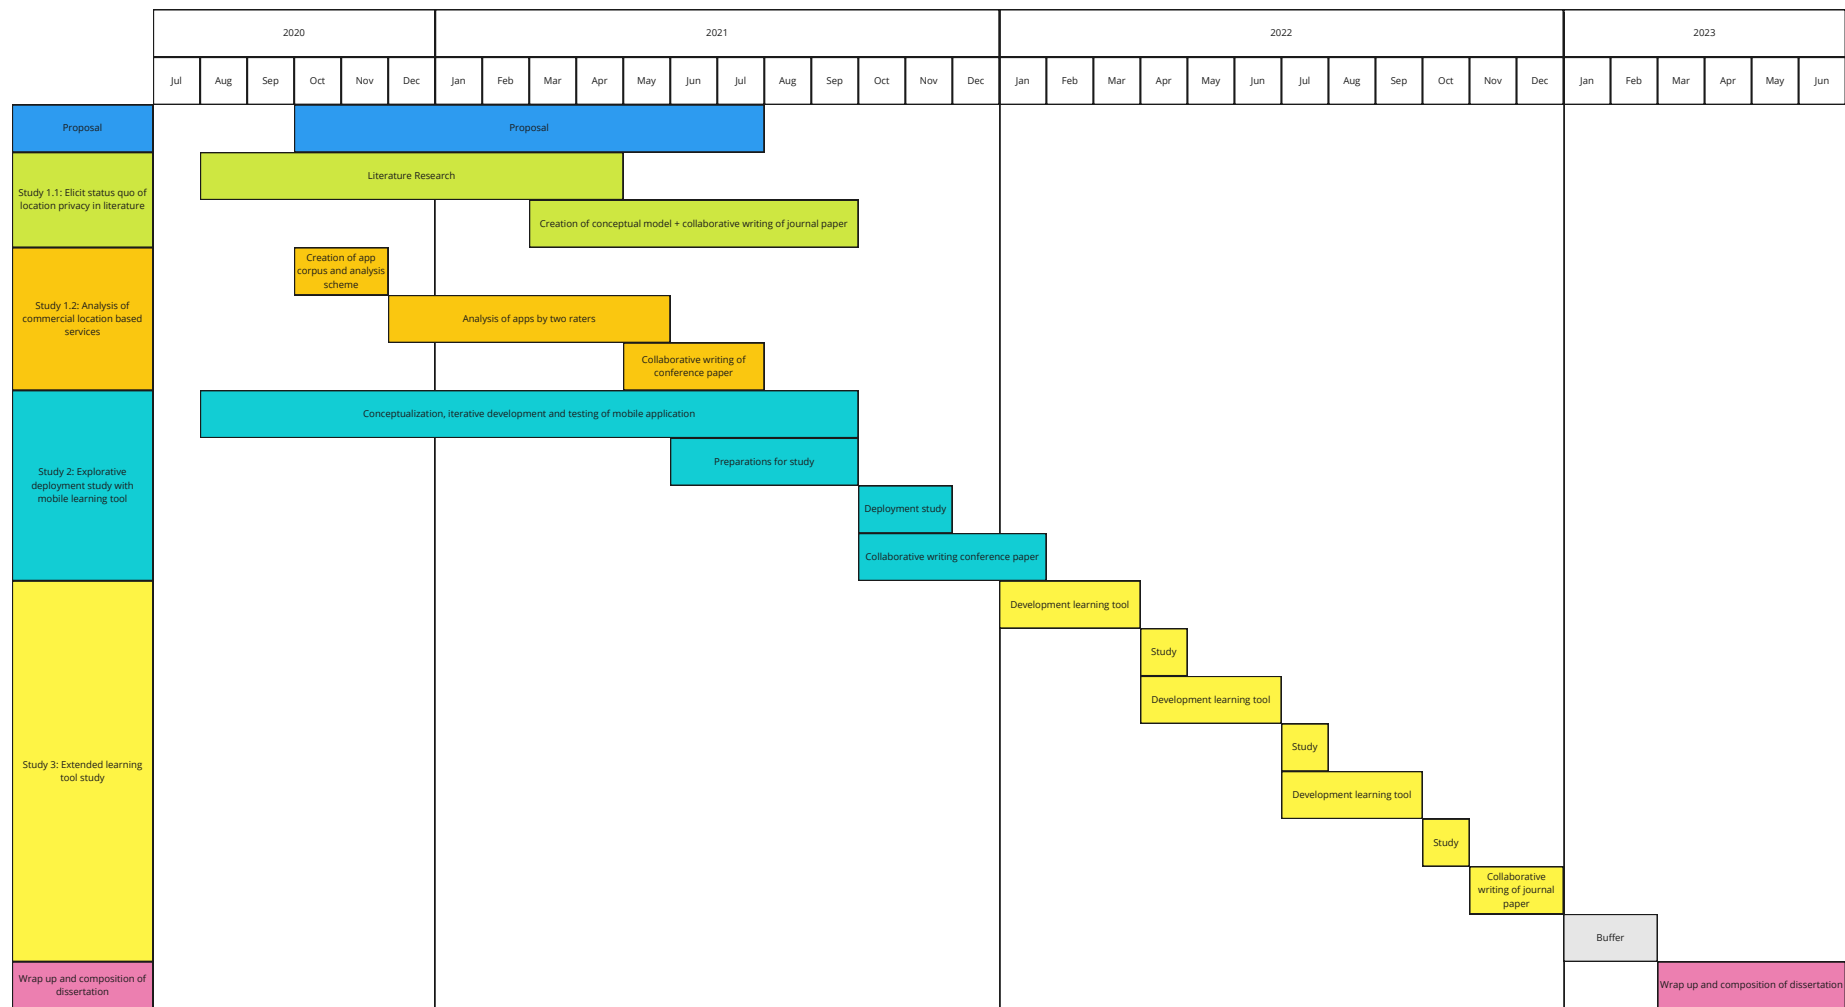 2020
2021
2022
2023
Jul
Aug
Sep
Oct
Nov
Dec
Jan
Feb
Mar
Apr
May
Jun
Jul
Aug
Sep
Oct
Nov
Dec
Jan
Feb
Mar
Apr
May
Jun
Jul
Aug
Sep
Oct
Nov
Dec
Jan
Feb
Mar
Apr
May
Jun
Proposal
Proposal
Study 1.1: Elicit status quo of
location privacy in literature
Literature Research
Creation of conceptual model + collaborative writing of journal paper
Study 1.2: Analysis of
commercial location based
services
Creation of app
corpus and analysis
scheme
Analysis of apps by two raters
Collaborative writing of
conference paper
Study 2: Explorative
deployment study with
mobile learning tool
Conceptualization, iterative development and testing of mobile application
Preparations for study
Deployment study
Collaborative writing conference paper
Study 3: Extended learning
tool study
Development learning tool
Study
Development learning tool
Study
Development learning tool
Study
Collaborative
writing of journal
paper
Buffer
Wrap up and composition of
dissertation
Wrap up and composition of dissertation